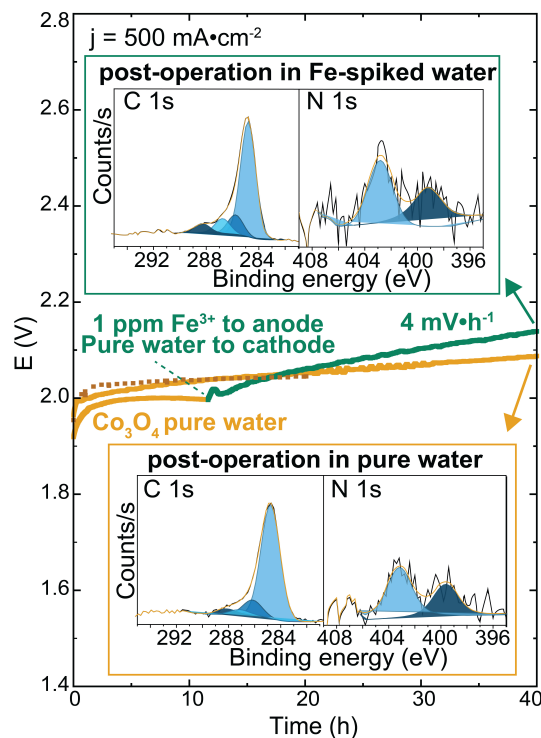 2.8
j = 500 mA•cm⁻²
post-operation in Fe-spiked water
C 1s
N 1s
Counts/s
292 288 284
408 404 400 396
Binding energy (eV)
2.6
2.4
2.2
1 ppm Fe³⁺ to anode
Pure water to cathode
4 mV•h⁻¹
E (V)
2.0
Co₃O₄ pure water
post-operation in pure water
C 1s
N 1s
Counts/s
292 288 284
408 404 400 396
Binding energy (eV)
1.8
1.6
1.4
0 10 20 30 40
Time (h)